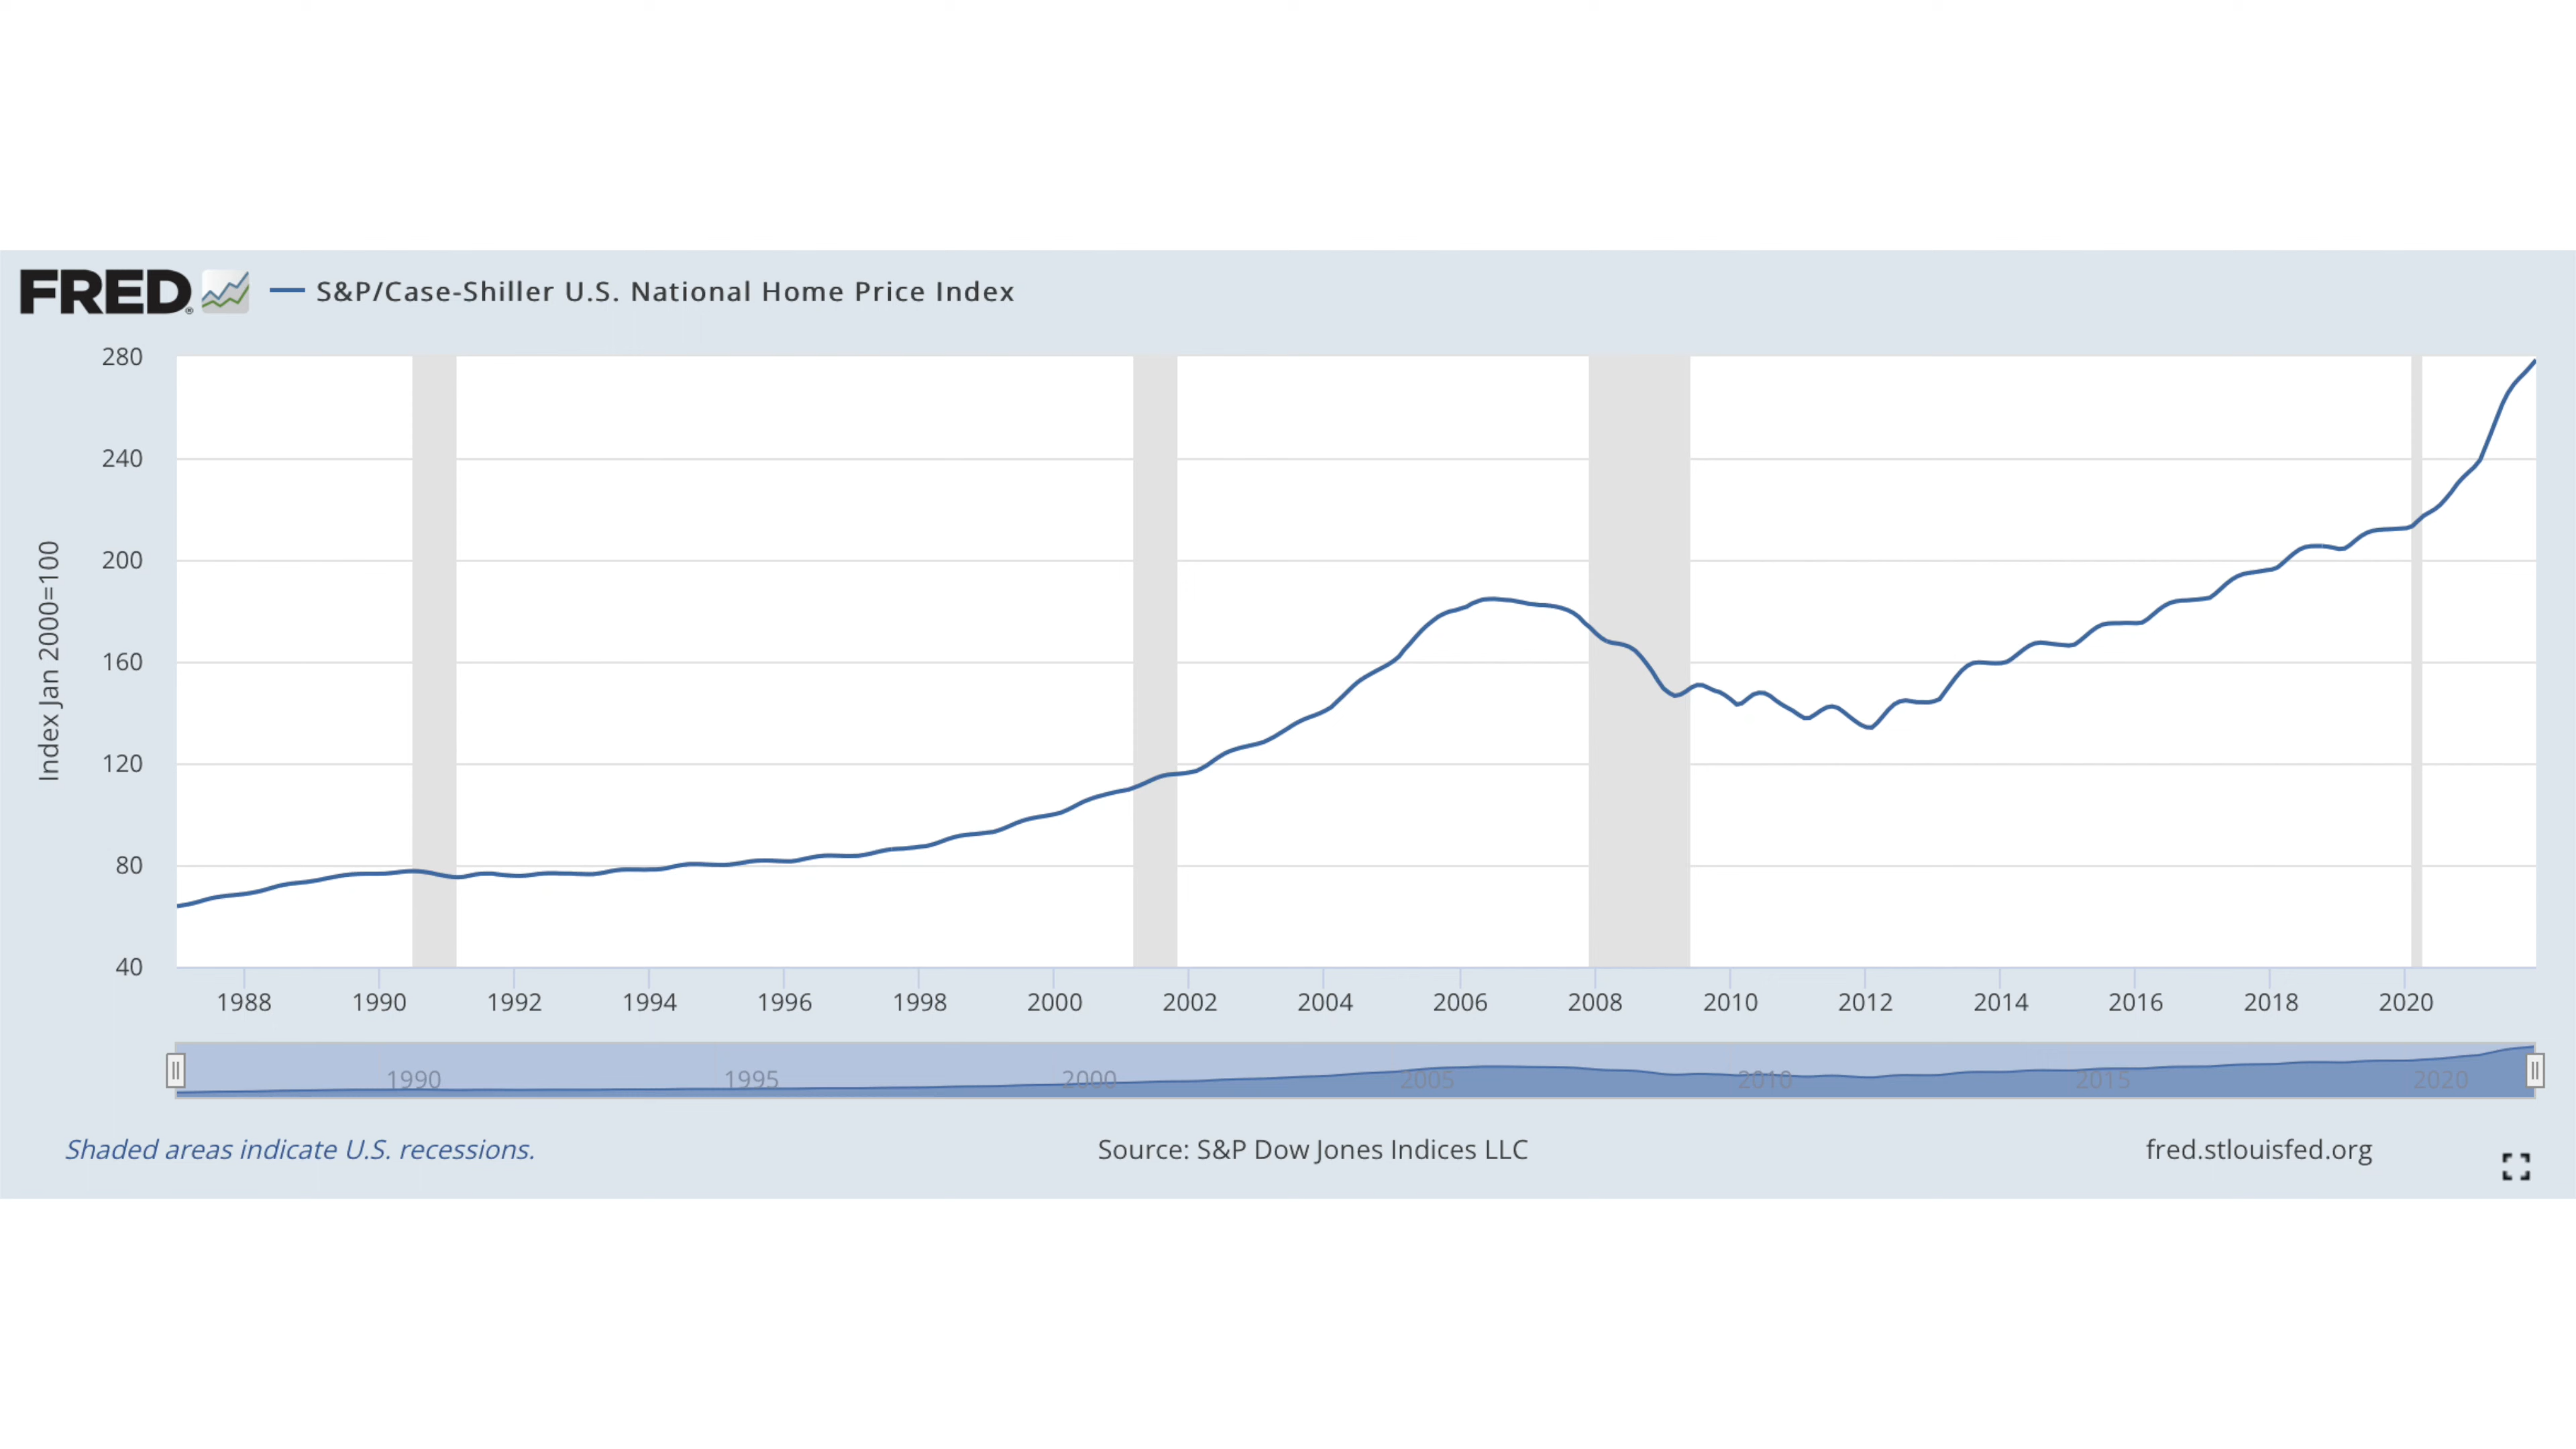 FRED® — S&P/Case-Shiller U.S. National Home Price Index
280
240
200
160
120
80
40
Index Jan 2000=100
1988 1990 1992 1994 1996 1998 2000 2002 2004 2006 2008 2010 2012 2014 2016 2018 2020
1990 1995 2000 2005 2010 2015 2020
Shaded areas indicate U.S. recessions. Source: S&P Dow Jones Indices LLC fred.stlouisfed.org